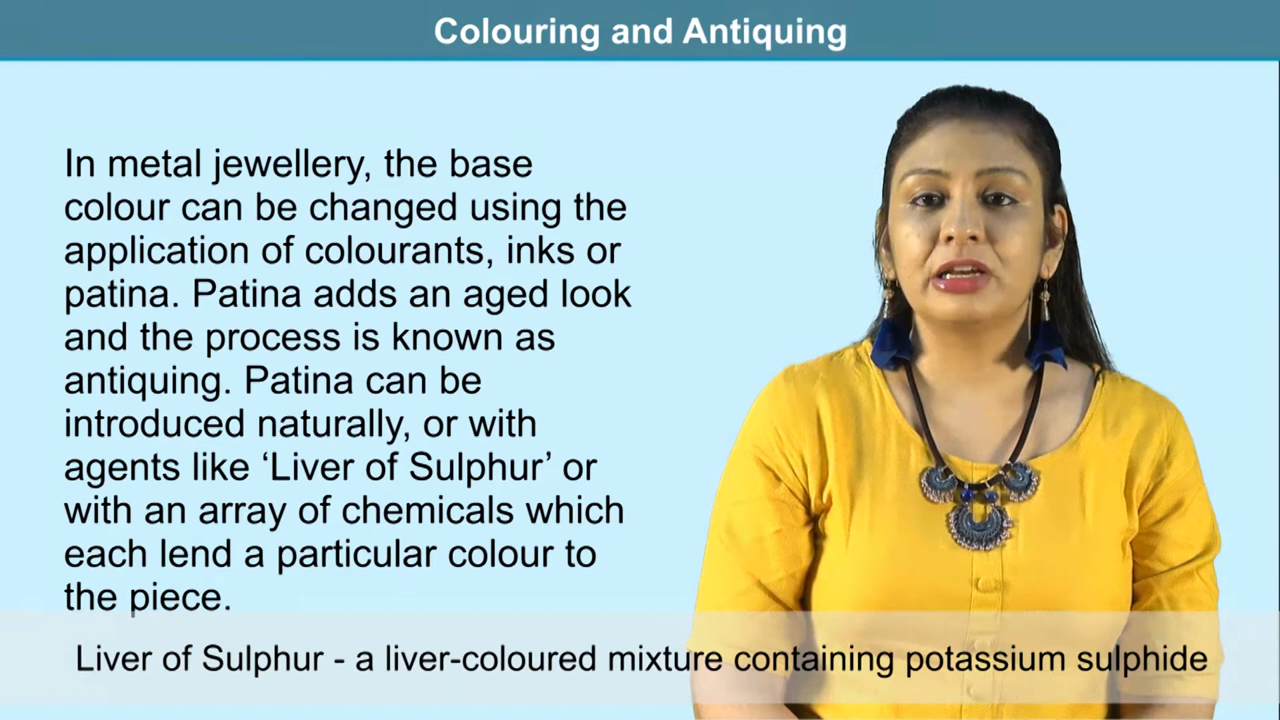 Colouring and Antiquing
In metal jewellery, the base
colour can be changed using the
application of colourants, inks or
patina. Patina adds an aged look
and the process is known as
antiquing. Patina can be
introduced naturally, or with
agents like ‘Liver of Sulphur’ or
with an array of chemicals which
each lend a particular colour to
the piece.
Liver of Sulphur - a liver-coloured mixture containing potassium sulphide